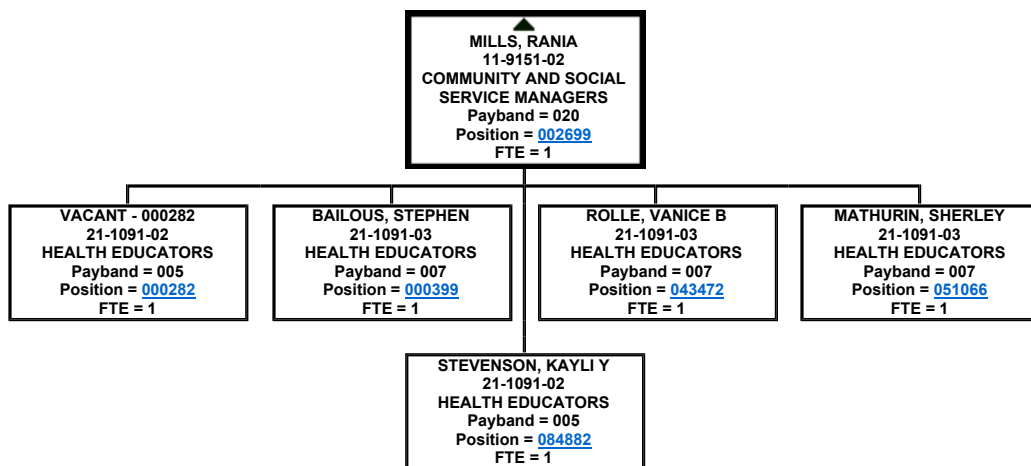 MILLS, RANIA
11-9151-02
COMMUNITY AND SOCIAL
SERVICE MANAGERS
Payband = 020
Position = 002699
FTE = 1
VACANT - 000282
21-1091-02
HEALTH EDUCATORS
Payband = 005
Position = 000282
FTE = 1
BAILOUS, STEPHEN
21-1091-03
HEALTH EDUCATORS
Payband = 007
Position = 000399
FTE = 1
ROLLE, VANICE B
21-1091-03
HEALTH EDUCATORS
Payband = 007
Position = 043472
FTE = 1
MATHURIN, SHERLEY
21-1091-03
HEALTH EDUCATORS
Payband = 007
Position = 051066
FTE = 1
STEVENSON, KAYLI Y
21-1091-02
HEALTH EDUCATORS
Payband = 005
Position = 084882
FTE = 1